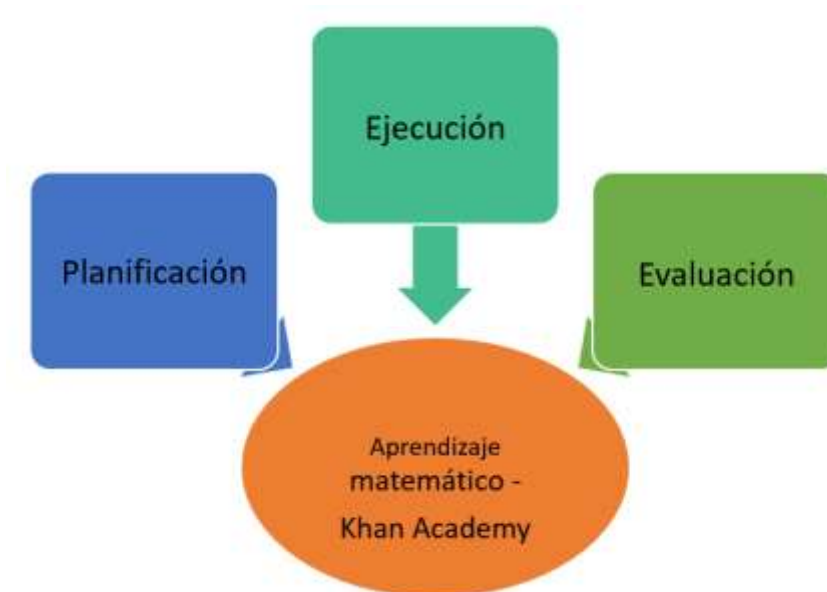 Ejecución
Planificación
Evaluación
Aprendizaje
matemático -
Khan Academy